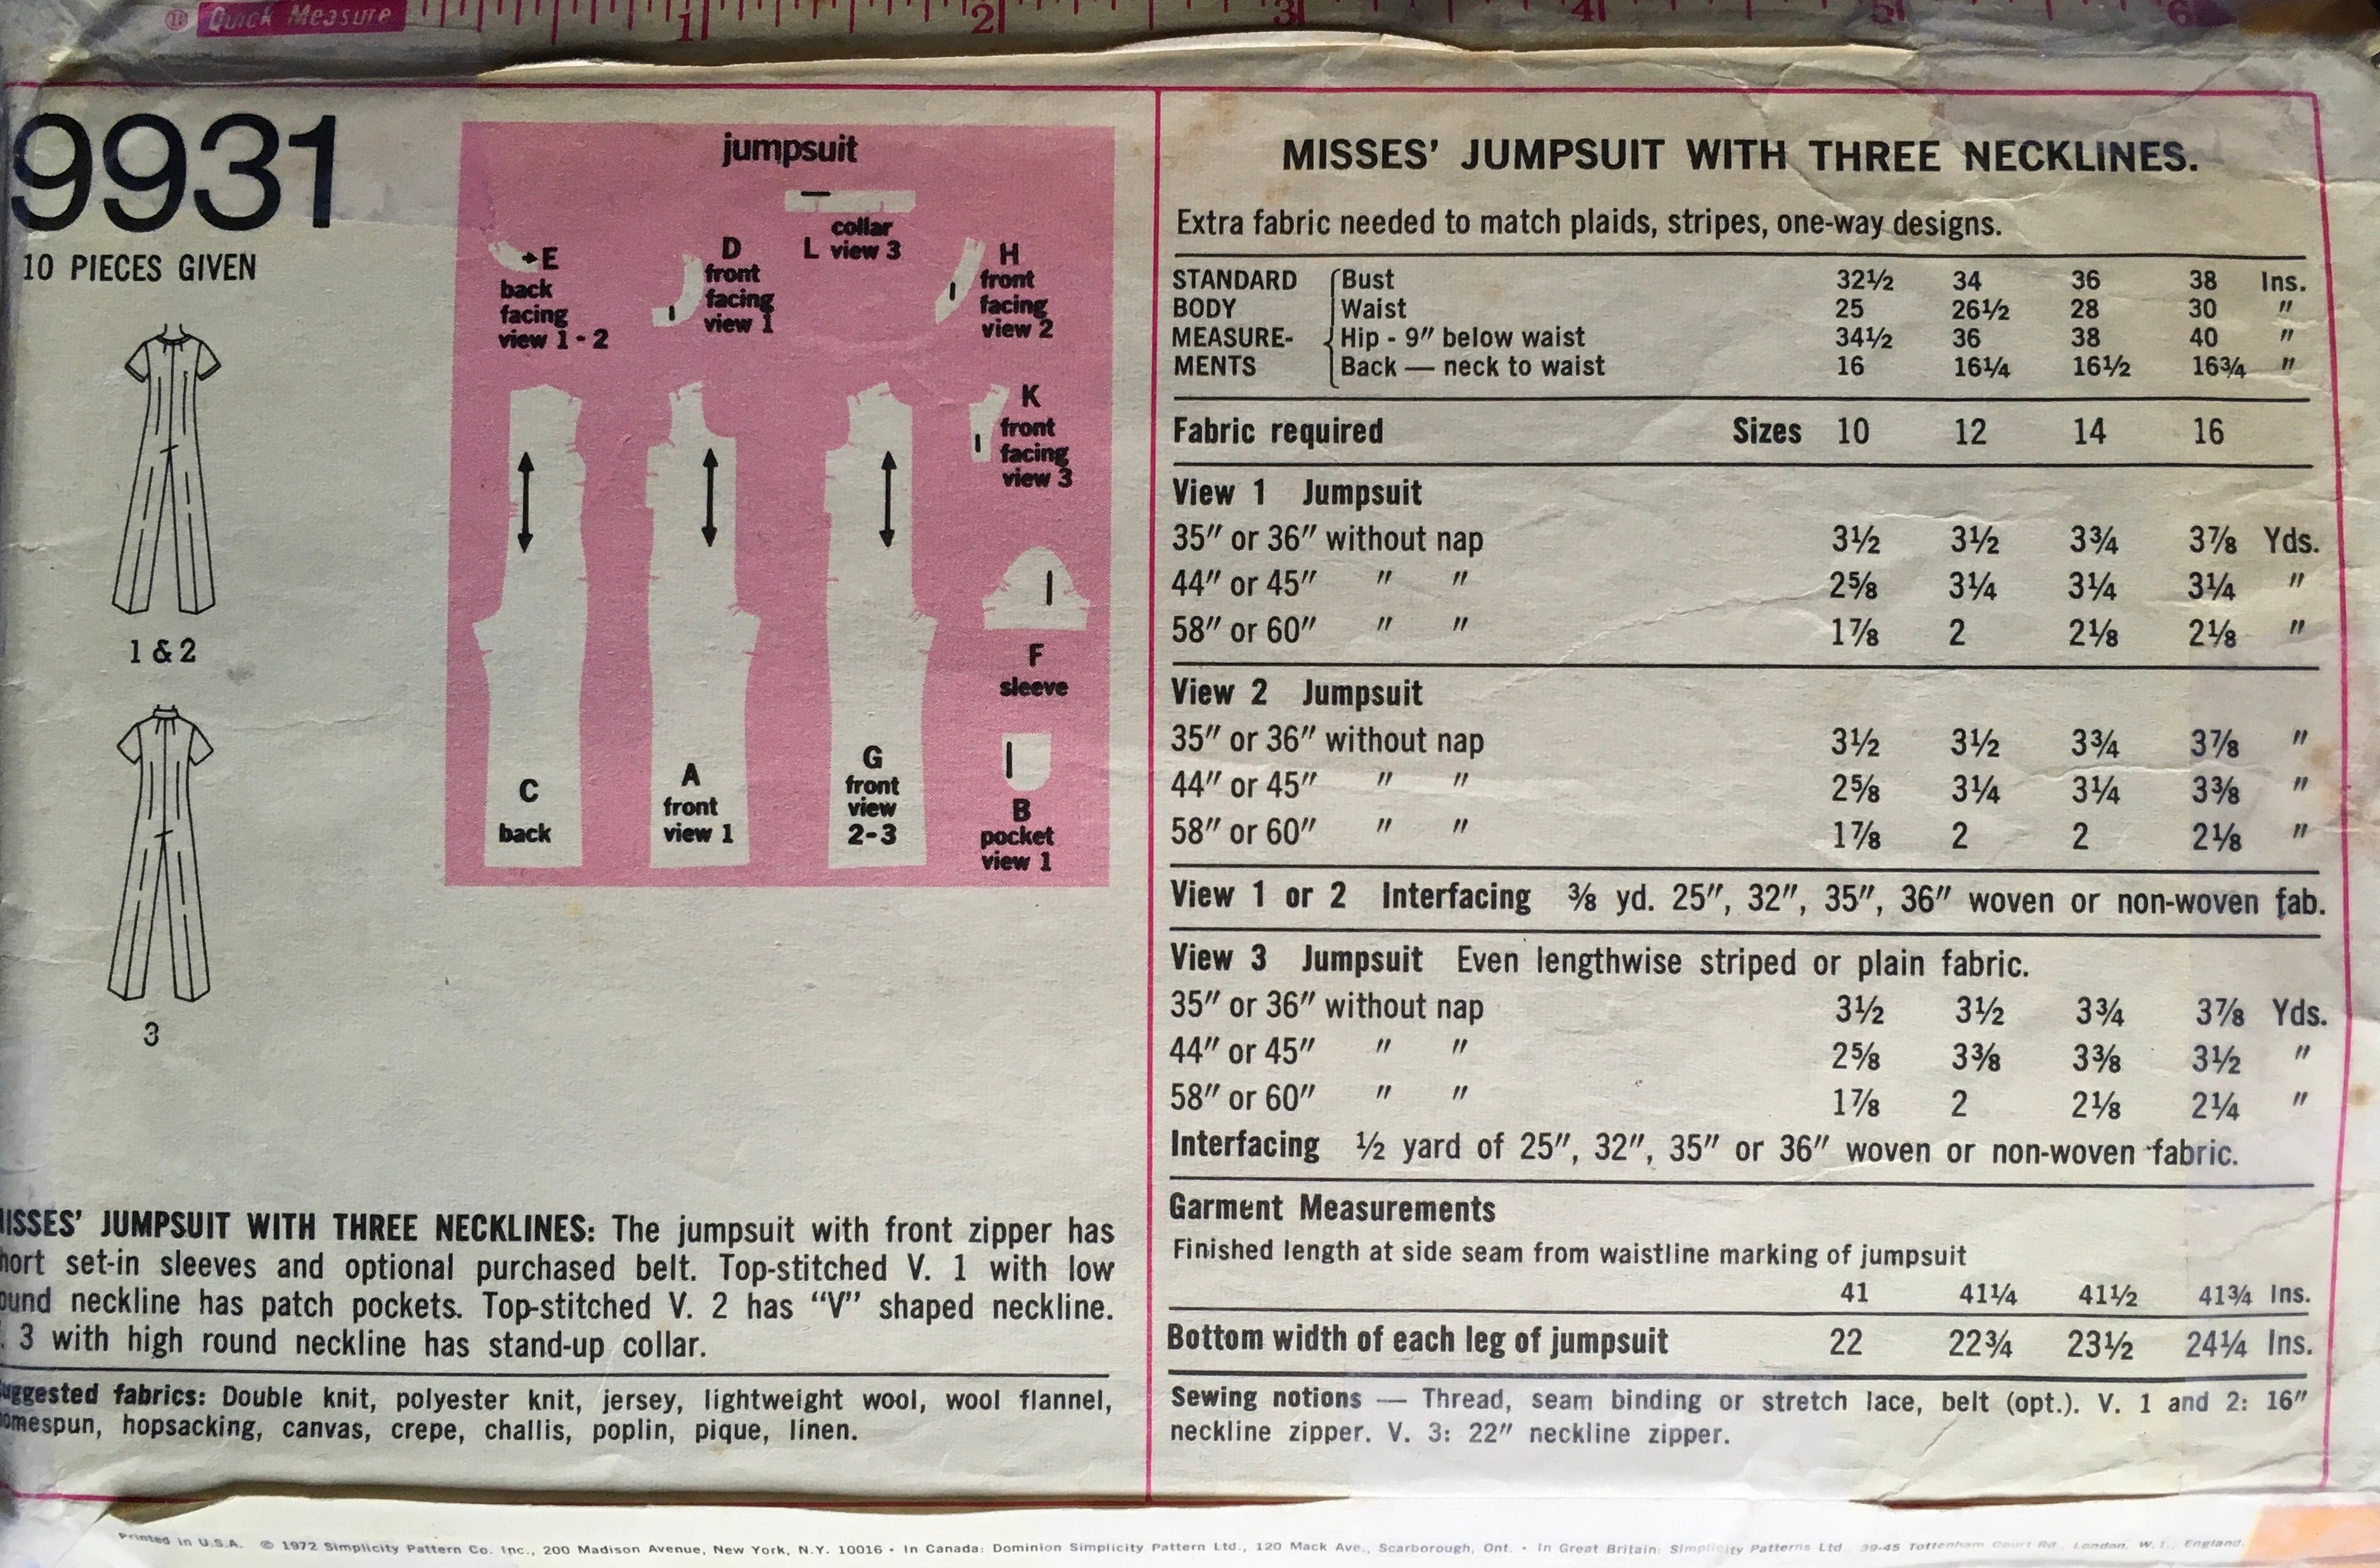 Quick Measure
1 2 3 4 5 6
9931
10 PIECES GIVEN
1 & 2
3
jumpsuit
collar
L view 3
E
back
facing
view 1 - 2
D
front
facing
view 1
H
front
facing
view 2
K
front
facing
view 3
F
sleeve
B
pocket
view 1
C
back
A
front
view 1
G
front
view
2-3
JUMPSUIT WITH THREE NECKLINES: The jumpsuit with front zipper has
set-in sleeves and optional purchased belt. Top-stitched V. 1 with low
neckline has patch pockets. Top-stitched V. 2 has “V” shaped neckline.
3 with high round neckline has stand-up collar.
fabrics: Double knit, polyester knit, jersey, lightweight wool, wool flannel,
hopsacking, canvas, crepe, challis, poplin, pique, linen.
MISSES’ JUMPSUIT WITH THREE NECKLINES.
Extra fabric needed to match plaids, stripes, one-way designs.
STANDARD Bust 32½ 34 36 38 Ins.
BODY Waist 25 26½ 28 30 ″
MEASURE- Hip - 9″ below waist 34½ 36 38 40 ″
MENTS Back — neck to waist 16 16¼ 16½ 16¾ ″
Fabric required Sizes 10 12 14 16
View 1 Jumpsuit
35″ or 36″ without nap 3½ 3½ 3¾ 3⅞ Yds.
44″ or 45″ ″ ″ 2⅝ 3¼ 3¼ 3¼ ″
58″ or 60″ ″ ″ 1⅞ 2 2⅛ 2⅛ ″
View 2 Jumpsuit
35″ or 36″ without nap 3½ 3½ 3¾ 3⅞ ″
44″ or 45″ ″ ″ 2⅝ 3¼ 3¼ 3⅜ ″
58″ or 60″ ″ ″ 1⅞ 2 2 2⅛ ″
View 1 or 2 Interfacing ⅜ yd. 25″, 32″, 35″, 36″ woven or non-woven fab.
View 3 Jumpsuit Even lengthwise striped or plain fabric.
35″ or 36″ without nap 3½ 3½ 3¾ 3⅞ Yds.
44″ or 45″ ″ ″ 2⅝ 3⅜ 3⅜ 3½ ″
58″ or 60″ ″ ″ 1⅞ 2 2⅛ 2¼ ″
Interfacing ½ yard of 25″, 32″, 35″ or 36″ woven or non-woven fabric.
Garment Measurements
Finished length at side seam from waistline marking of jumpsuit
41 41¼ 41½ 41¾ Ins.
Bottom width of each leg of jumpsuit 22 22¾ 23½ 24¼ Ins.
Sewing notions — Thread, seam binding or stretch lace, belt (opt.). V. 1 and 2: 16″
neckline zipper. V. 3: 22″ neckline zipper.
Printed in U.S.A. © 1972 Simplicity Pattern Co. Inc., 200 Madison Avenue, New York, N.Y. 10016 • In Canada: Dominion Simplicity Pattern Ltd., 120 Mack Ave., Scarborough, Ont. • In Great Britain: Simplicity Patterns Ltd. 39-45 Tottenham Court Rd., London, W.1., England.